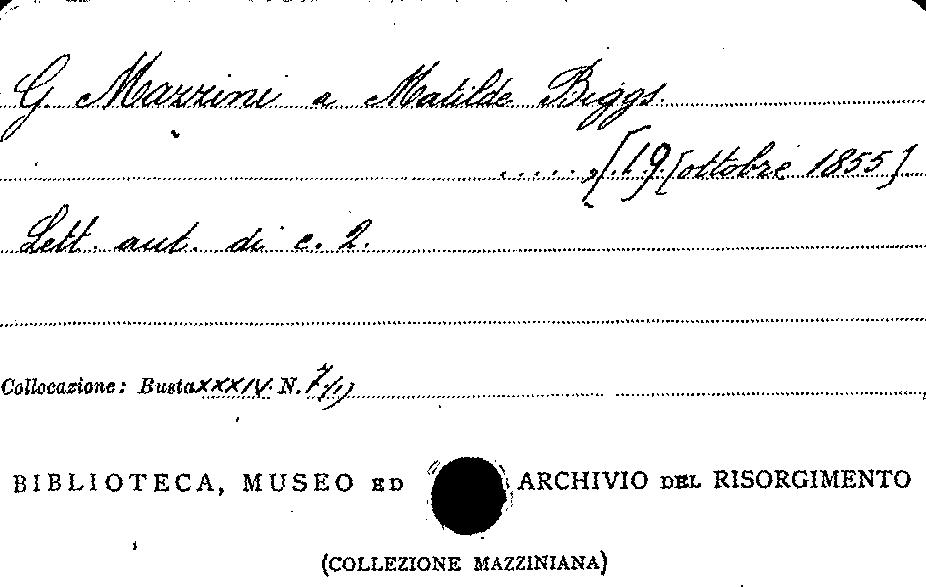 G. Mazzini a Matilde Biggs.
....., [19 [ottobre 1855]
Lett. aut. di c. 2.
Collocazione: Busta XXXIV. N. 7/1)
BIBLIOTECA, MUSEO ED ARCHIVIO DEL RISORGIMENTO
(COLLEZIONE MAZZINIANA)